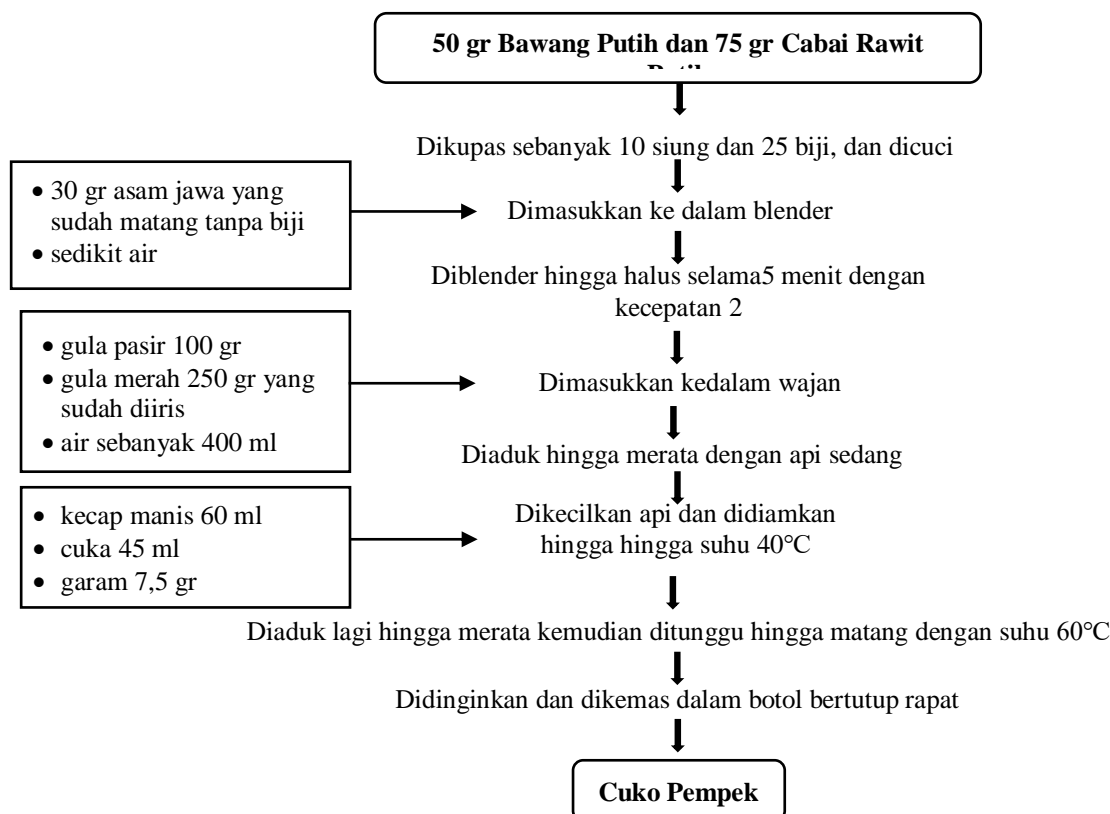 50 gr Bawang Putih dan 75 gr Cabai Rawit
Dikupas sebanyak 10 siung dan 25 biji, dan dicuci
• 30 gr asam jawa yang
sudah matang tanpa biji
• sedikit air
Dimasukkan ke dalam blender
Diblender hingga halus selama5 menit dengan
kecepatan 2
• gula pasir 100 gr
• gula merah 250 gr yang
sudah diiris
• air sebanyak 400 ml
Dimasukkan kedalam wajan
Diaduk hingga merata dengan api sedang
• kecap manis 60 ml
• cuka 45 ml
• garam 7,5 gr
Dikecilkan api dan didiamkan
hingga hingga suhu 40°C
Diaduk lagi hingga merata kemudian ditunggu hingga matang dengan suhu 60°C
Didinginkan dan dikemas dalam botol bertutup rapat
Cuko Pempek